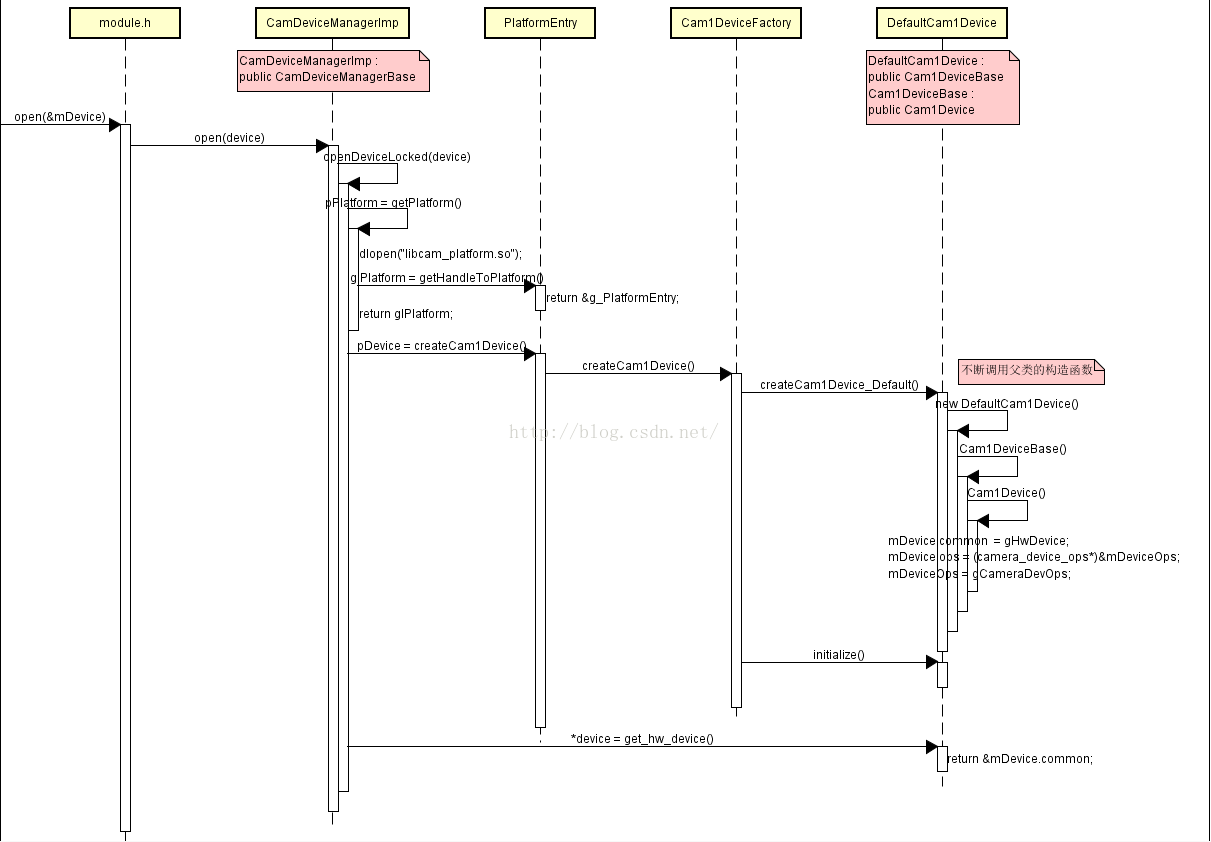 module.h
CamDeviceManagerImp
PlatformEntry
Cam1DeviceFactory
DefaultCam1Device
CamDeviceManagerImp :
public CamDeviceManagerBase
DefaultCam1Device :
public Cam1DeviceBase
Cam1DeviceBase :
public Cam1Device
open(&mDevice)
open(device)
openDeviceLocked(device)
pPlatform = getPlatform()
dlopen("libcam_platform.so");
glPlatform = getHandleToPlatform()
return &g_PlatformEntry;
return glPlatform;
pDevice = createCam1Device()
createCam1Device()
不断调用父类的构造函数
createCam1Device_Default()
new DefaultCam1Device()
http://blog.csdn.net/
Cam1DeviceBase()
Cam1Device()
mDevice.common = gHwDevice;
mDevice.ops = (camera_device_ops*)&mDeviceOps;
mDeviceOps = gCameraDevOps;
initialize()
*device = get_hw_device()
return &mDevice.common;